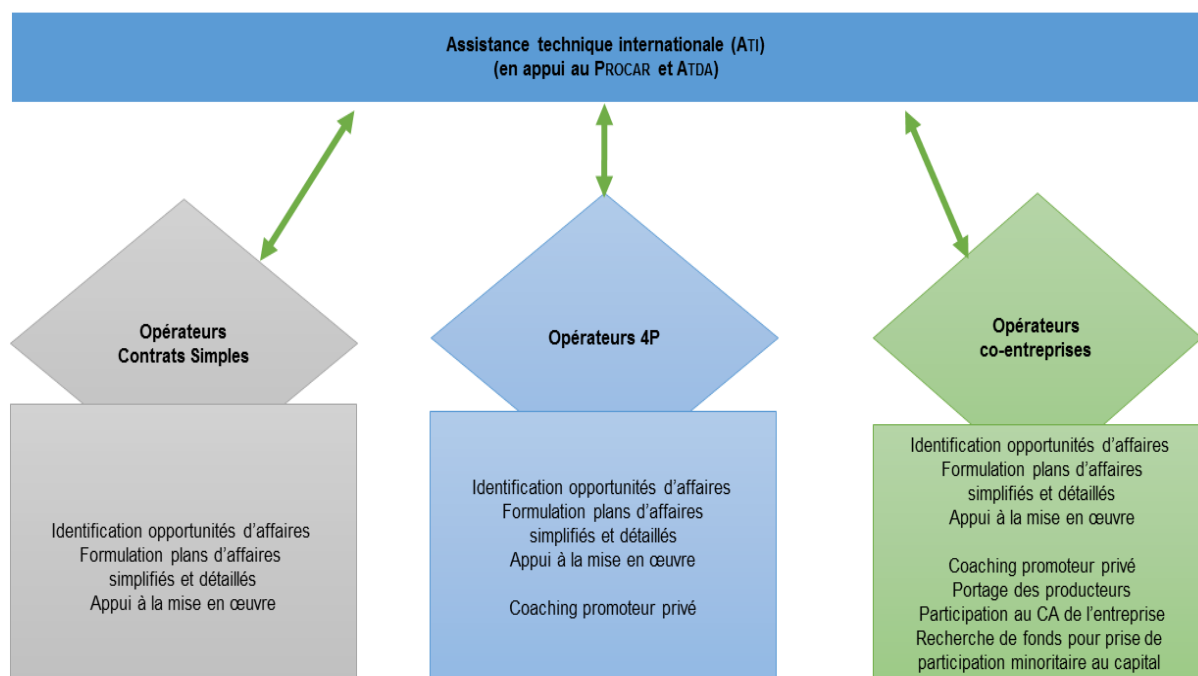 Assistance technique internationale (ATI)
(en appui au PROCAR et ATDA)
Opérateurs
Contrats Simples
Identification opportunités d’affaires
Formulation plans d’affaires
simplifiés et détaillés
Appui à la mise en œuvre
Opérateurs 4P
Identification opportunités d’affaires
Formulation plans d’affaires
simplifiés et détaillés
Appui à la mise en œuvre
Coaching promoteur privé
Opérateurs
co-entreprises
Identification opportunités d’affaires
Formulation plans d’affaires
simplifiés et détaillés
Appui à la mise en œuvre
Coaching promoteur privé
Portage des producteurs
Participation au CA de l’entreprise
Recherche de fonds pour prise de
participation minoritaire au capital